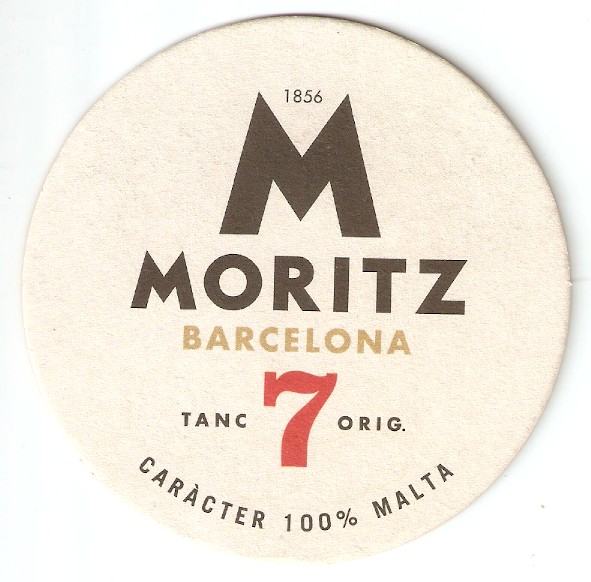 1856
M
MORITZ
BARCELONA
TANC 7 ORIG.
CARÀCTER 100% MALTA